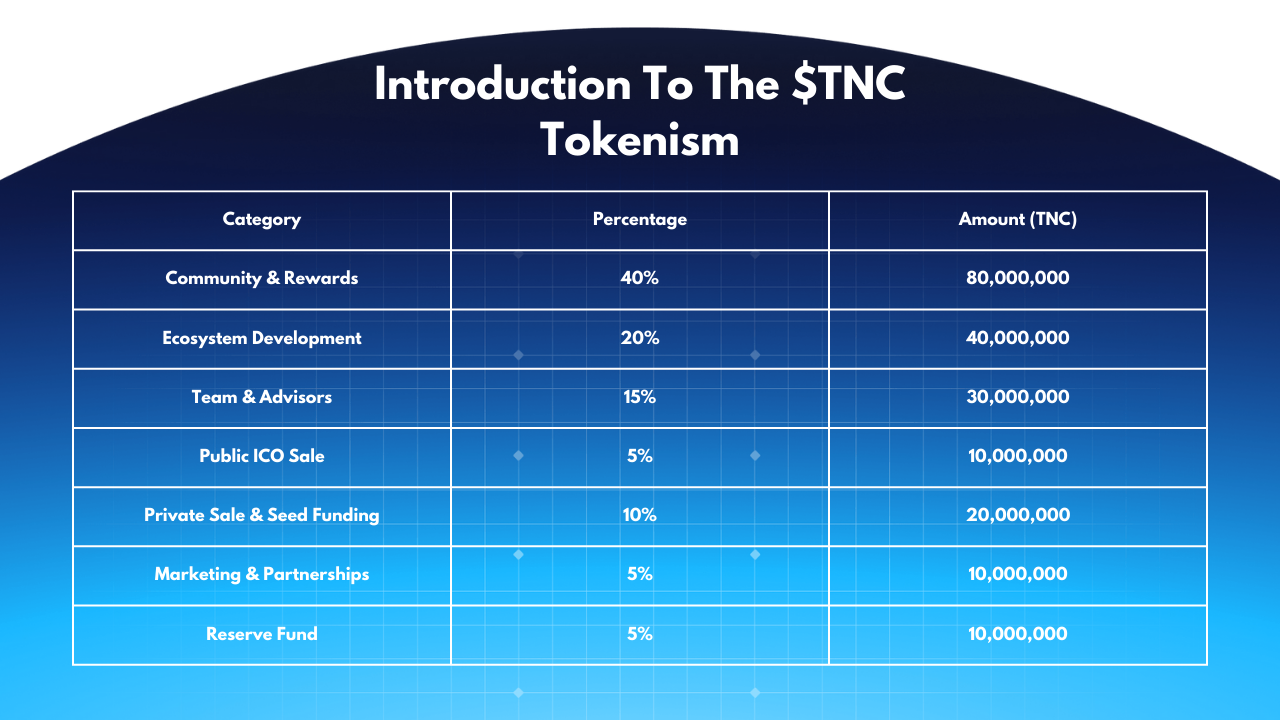 Introduction To The $TNC
Tokenism
Category Percentage Amount (TNC)
Community & Rewards 40% 80,000,000
Ecosystem Development 20% 40,000,000
Team & Advisors 15% 30,000,000
Public ICO Sale 5% 10,000,000
Private Sale & Seed Funding 10% 20,000,000
Marketing & Partnerships 5% 10,000,000
Reserve Fund 5% 10,000,000